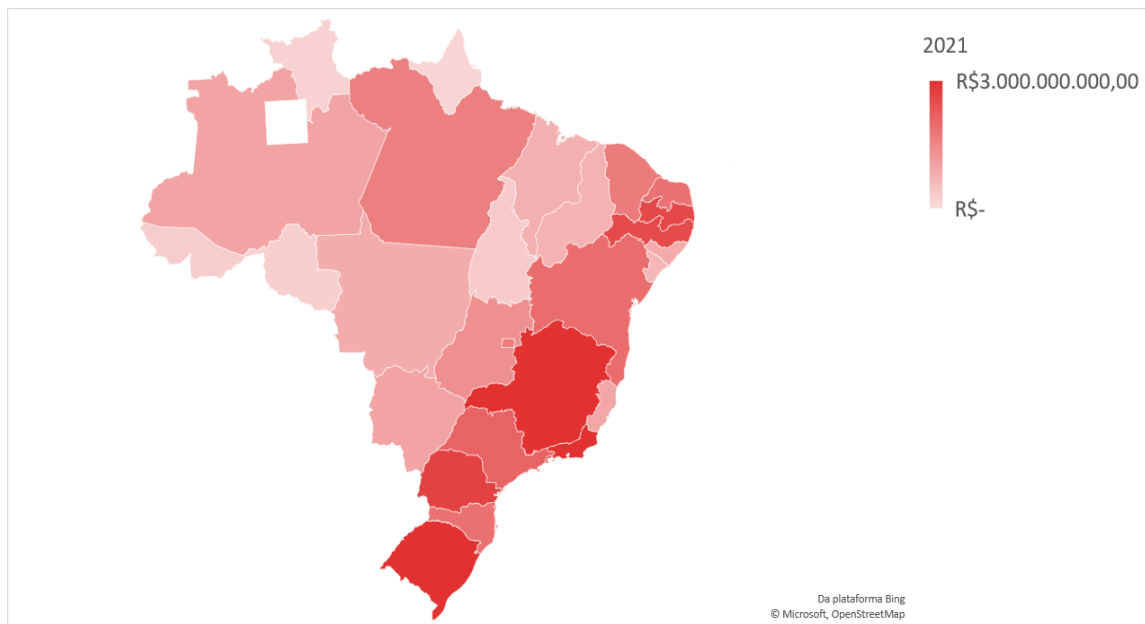 2021
R$3.000.000.000,00
R$-
Da plataforma Bing
© Microsoft, OpenStreetMap